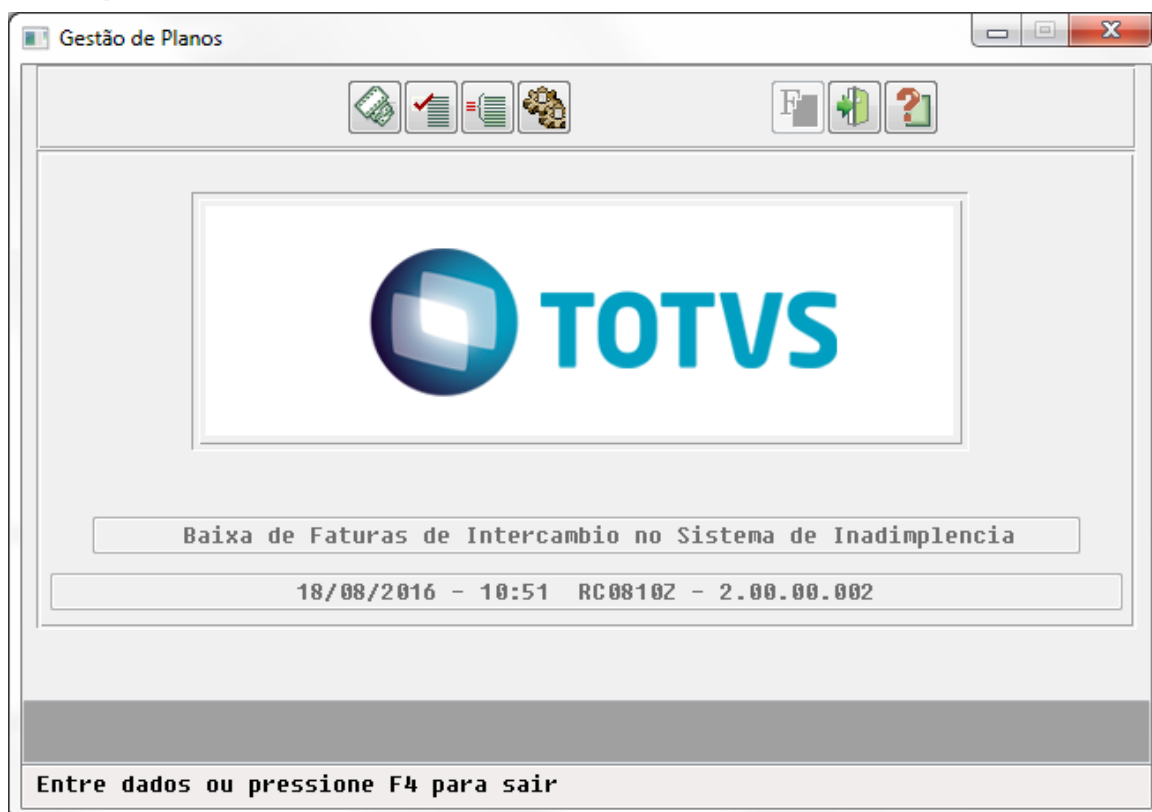 Gestão de Planos
F
TOTVS
Baixa de Faturas de Intercambio no Sistema de Inadimplencia
18/08/2016 - 10:51 RC0810Z - 2.00.00.002
Entre dados ou pressione F4 para sair